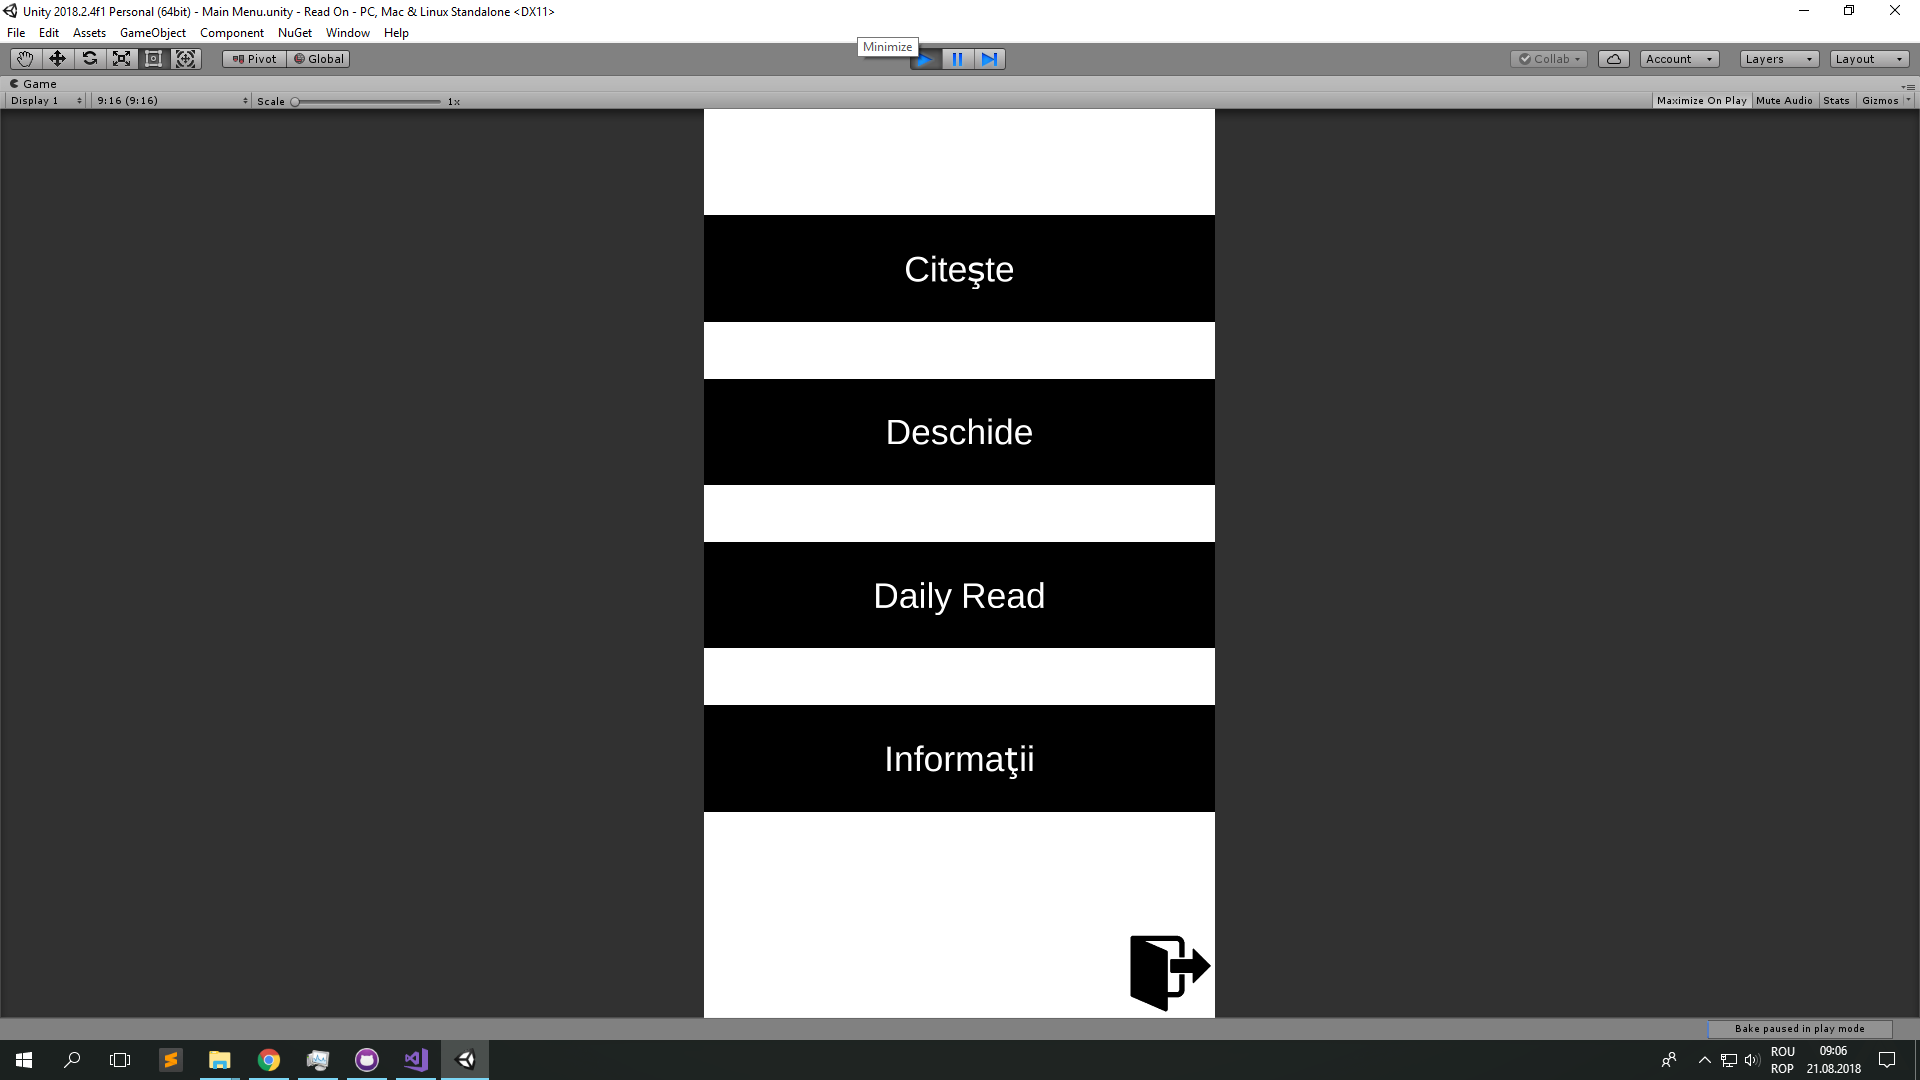 Unity 2018.2.4f1 Personal (64bit) - Main Menu.unity - Read On - PC, Mac & Linux Standalone <DX11>
File Edit Assets GameObject Component NuGet Window Help
Minimize
Pivot Global Collab Account Layers Layout
Game
Display 1 9:16 (9:16) Scale 1x Maximize On Play Mute Audio Stats Gizmos
Citeşte
Deschide
Daily Read
Informaţii
Bake paused in play mode
ROU 09:06
ROP 21.08.2018